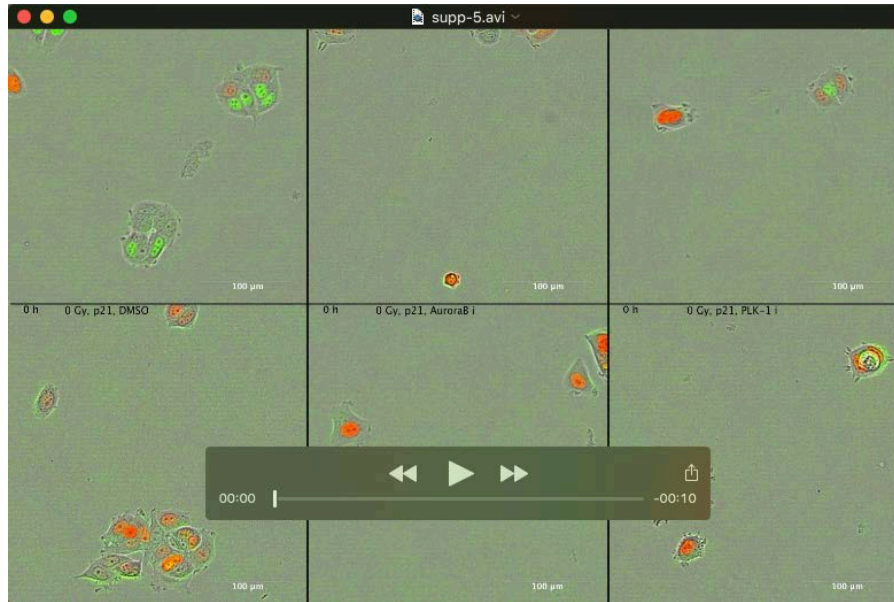 supp-5.avi
100 μm 100 μm 100 μm
0 h 0 Gy, p21, DMSO 0 h 0 Gy, p21, AuroraB i 0 h 0 Gy, p21, PLK-1 i
00:00 -00:10
100 μm 100 μm 100 μm